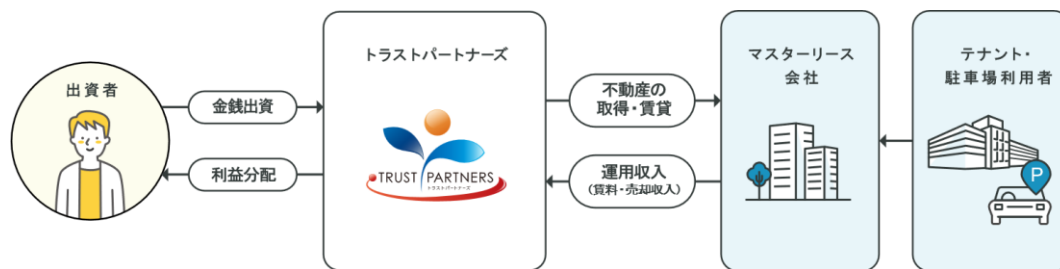 出資者
金銭出資
利益分配
トラストパートナーズ
TRUST PARTNERS
トラストパートナーズ
不動産の
取得・賃貸
運用収入
(賃料・売却収入)
マスターリース
会社
テナント・
駐車場利用者
P